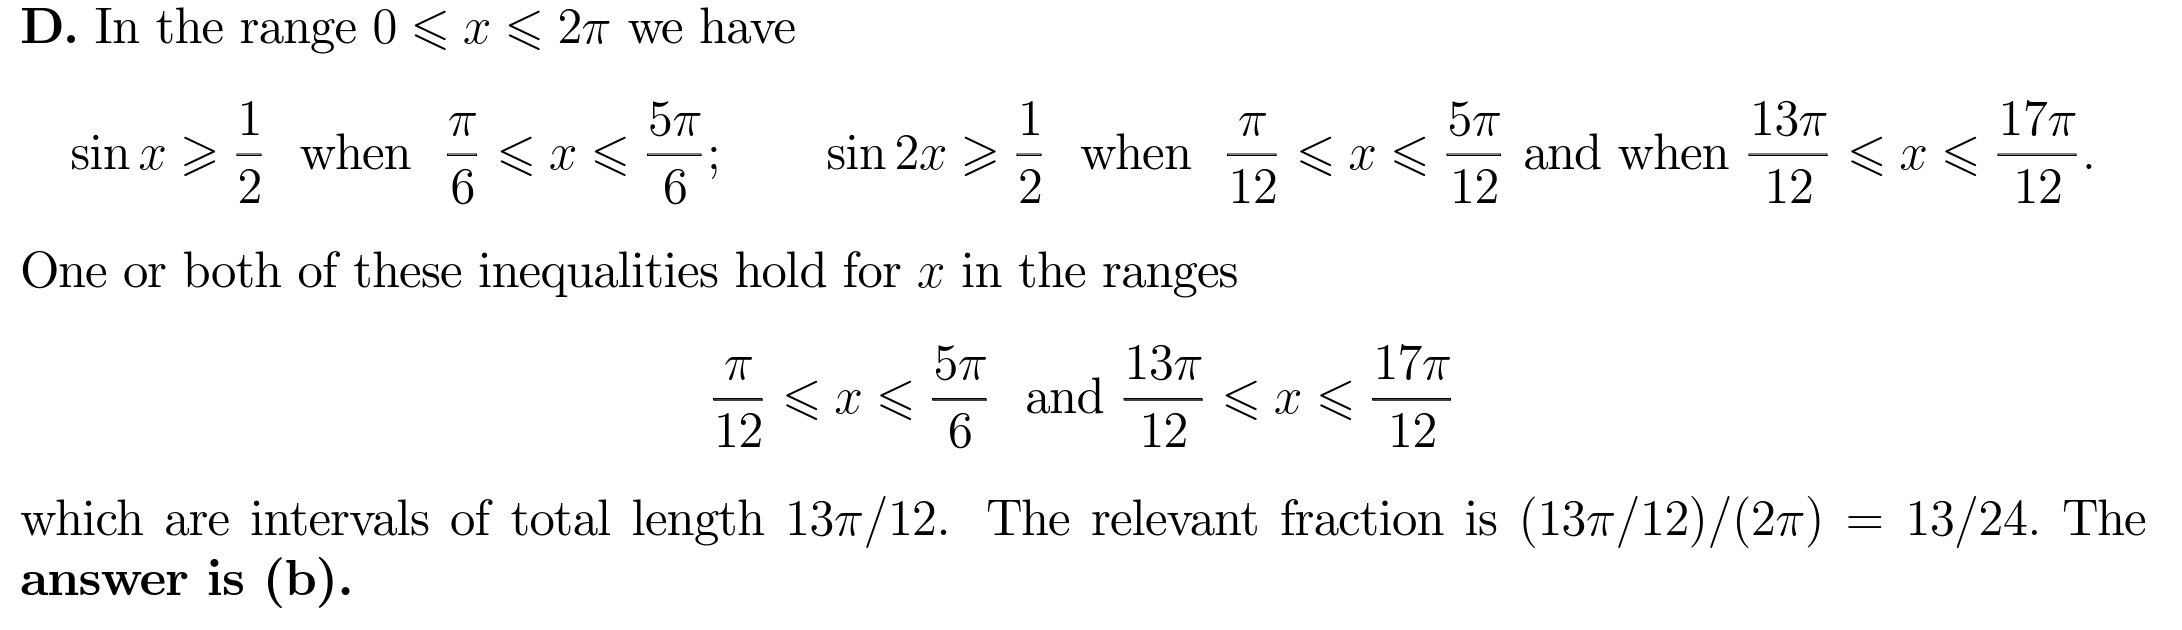 D. In the range 0 ⩽ x ⩽ 2π we have
sin x ⩾ 1/2 when π/6 ⩽ x ⩽ 5π/6; sin 2x ⩾ 1/2 when π/12 ⩽ x ⩽ 5π/12 and when 13π/12 ⩽ x ⩽ 17π/12.
One or both of these inequalities hold for x in the ranges
π/12 ⩽ x ⩽ 5π/6 and 13π/12 ⩽ x ⩽ 17π/12
which are intervals of total length 13π/12. The relevant fraction is (13π/12)/(2π) = 13/24. The
answer is (b).